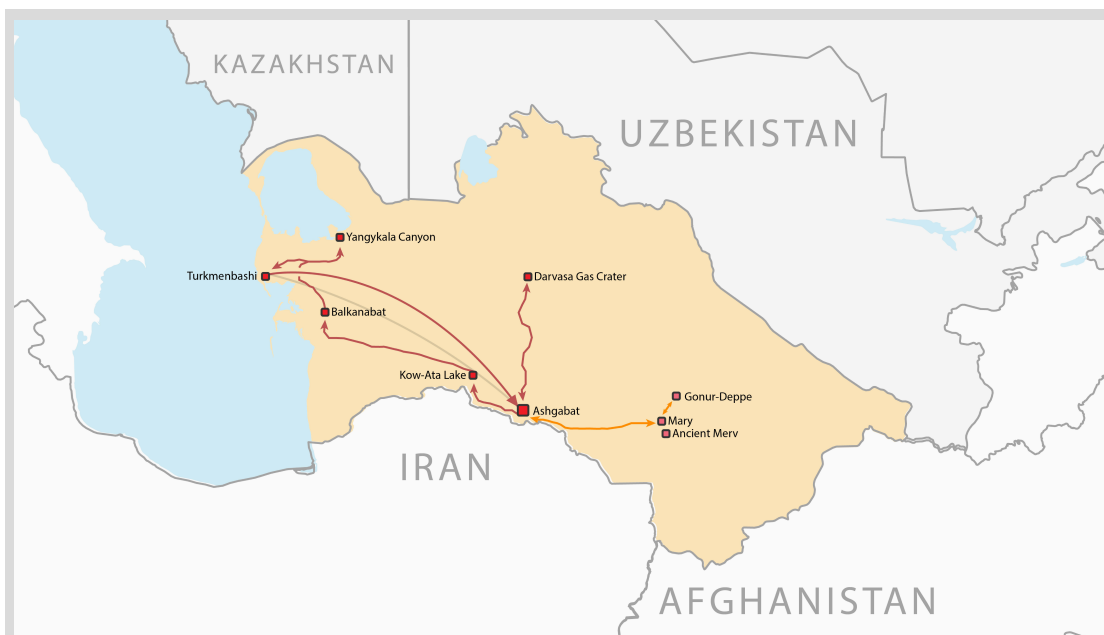 KAZAKHSTAN
UZBEKISTAN
Yangykala Canyon
Turkmenbashi
Darvasa Gas Crater
Balkanabat
Kow-Ata Lake
Gonur-Deppe
Ashgabat
Mary
Ancient Merv
IRAN
AFGHANISTAN